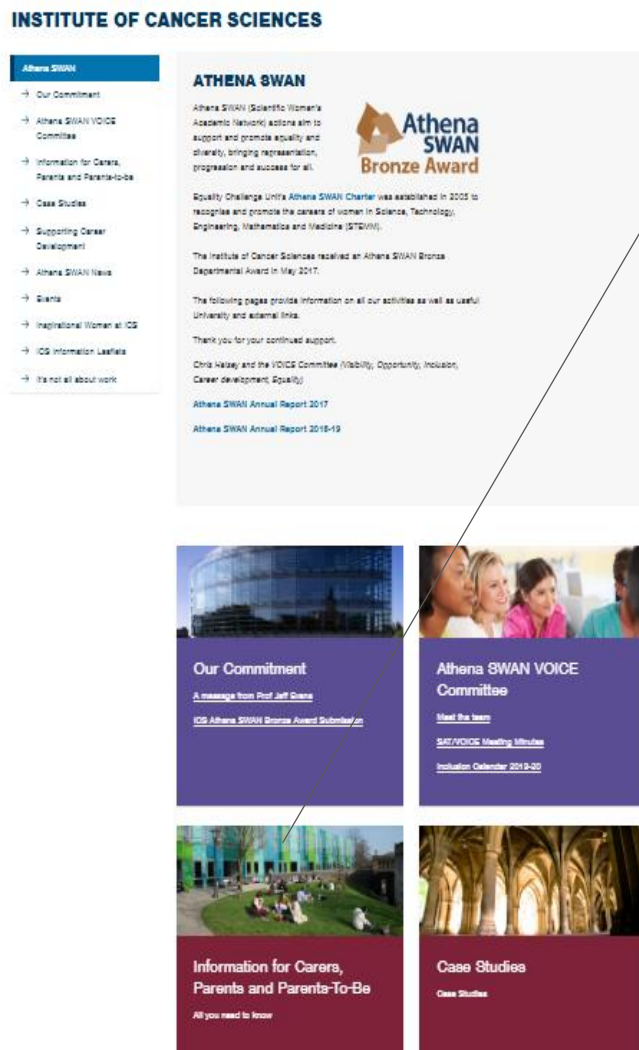 INSTITUTE OF CANCER SCIENCES
Athena SWAN
→ Our Commitment
→ Athena SWAN VOICE
Committee
→ Information for Carers,
Parents and Parents-to-be
→ Case Studies
→ Supporting Career
Development
→ Athena SWAN News
→ Events
→ Inspirational Women at ICS
→ ICS Information Leaflets
→ It's not all about work
ATHENA SWAN
Athena SWAN (Scientific Women's
Academic Network) actions aim to
support and promote equality and
diversity, bringing representation,
progression and success for all.
Athena
SWAN
Bronze Award
Equality Challenge Unit's Athena SWAN Charter was established in 2005 to
recognise and promote the careers of women in Science, Technology,
Engineering, Mathematics and Medicine (STEMM).
The Institute of Cancer Sciences received an Athena SWAN Bronze
Departmental Award in May 2017.
The following pages provide information on all our activities as well as useful
University and external links.
Thank you for your continued support.
Chris Halsey and the VOICE Committee (Visibility, Opportunity, Inclusion,
Career development, Equality)
Athena SWAN Annual Report 2017
Athena SWAN Annual Report 2018-19
Our Commitment
A message from Prof Jeff Evans
ICS Athena SWAN Bronze Award Submission
Athena SWAN VOICE
Committee
Meet the team
SAT/VOICE Meeting Minutes
Inclusion Calendar 2019-20
Information for Carers,
Parents and Parents-To-Be
All you need to know
Case Studies
Case Studies